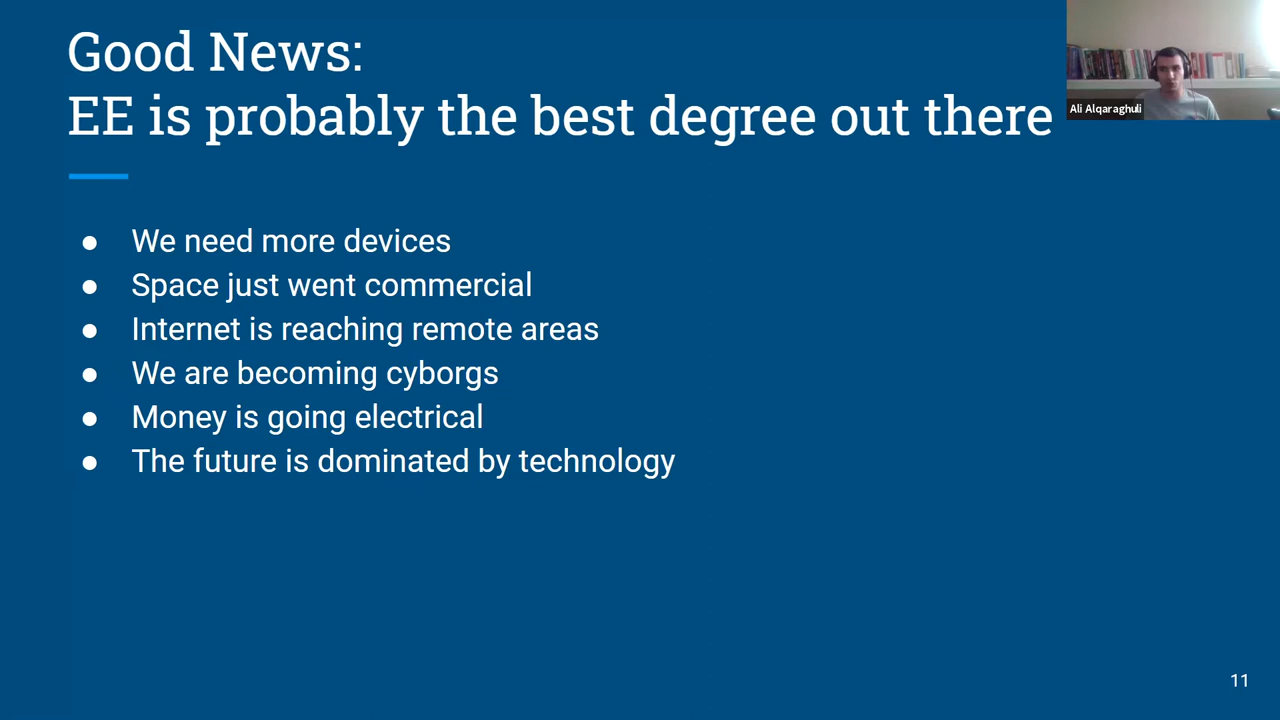 Good News:
EE is probably the best degree out there
Ali Alqaraghuli
● We need more devices
● Space just went commercial
● Internet is reaching remote areas
● We are becoming cyborgs
● Money is going electrical
● The future is dominated by technology
11